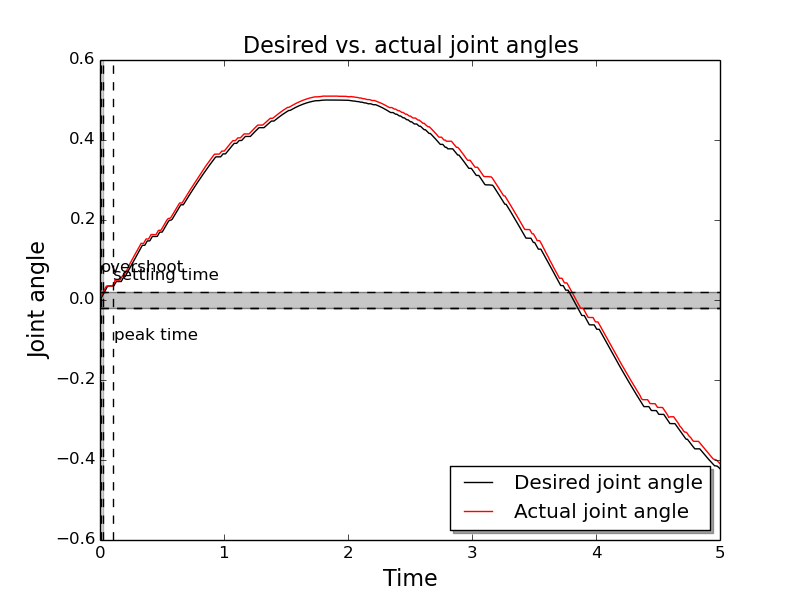 Desired vs. actual joint angles
0.6
0.4
0.2
0.0
−0.2
−0.4
−0.6
Joint angle
overshoot
settling time
peak time
Desired joint angle
Actual joint angle
0 1 2 3 4 5
Time